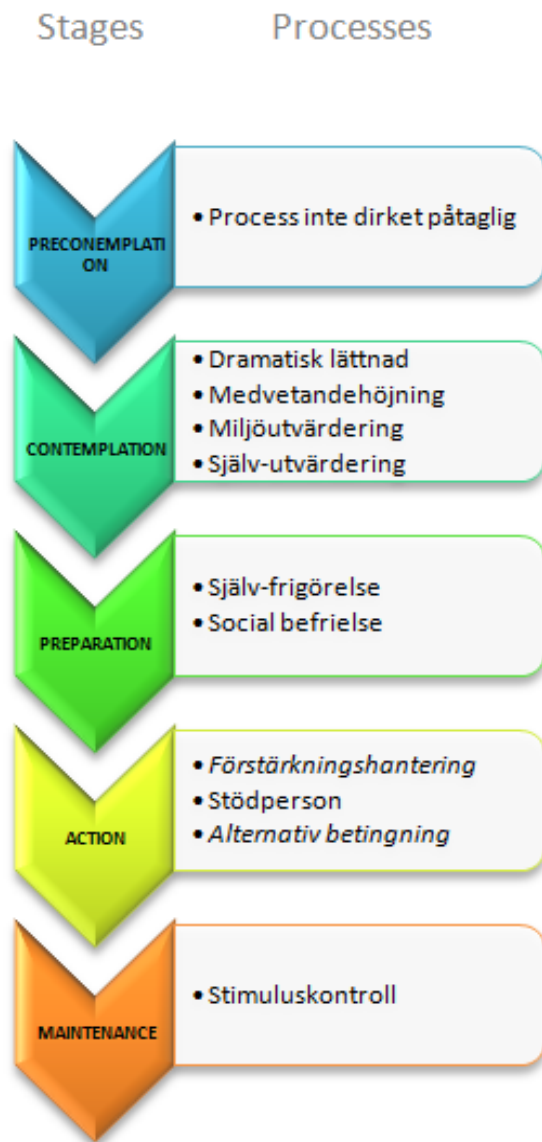 Stages Processes
PRECONEMPLATI
ON
• Process inte dirket påtaglig
CONTEMPLATION
• Dramatisk lättnad
• Medvetandehöjning
• Miljöutvärdering
• Själv-utvärdering
PREPARATION
• Själv-frigörelse
• Social befrielse
ACTION
• Förstärkningshantering
• Stödperson
• Alternativ betingning
MAINTENANCE
• Stimuluskontroll